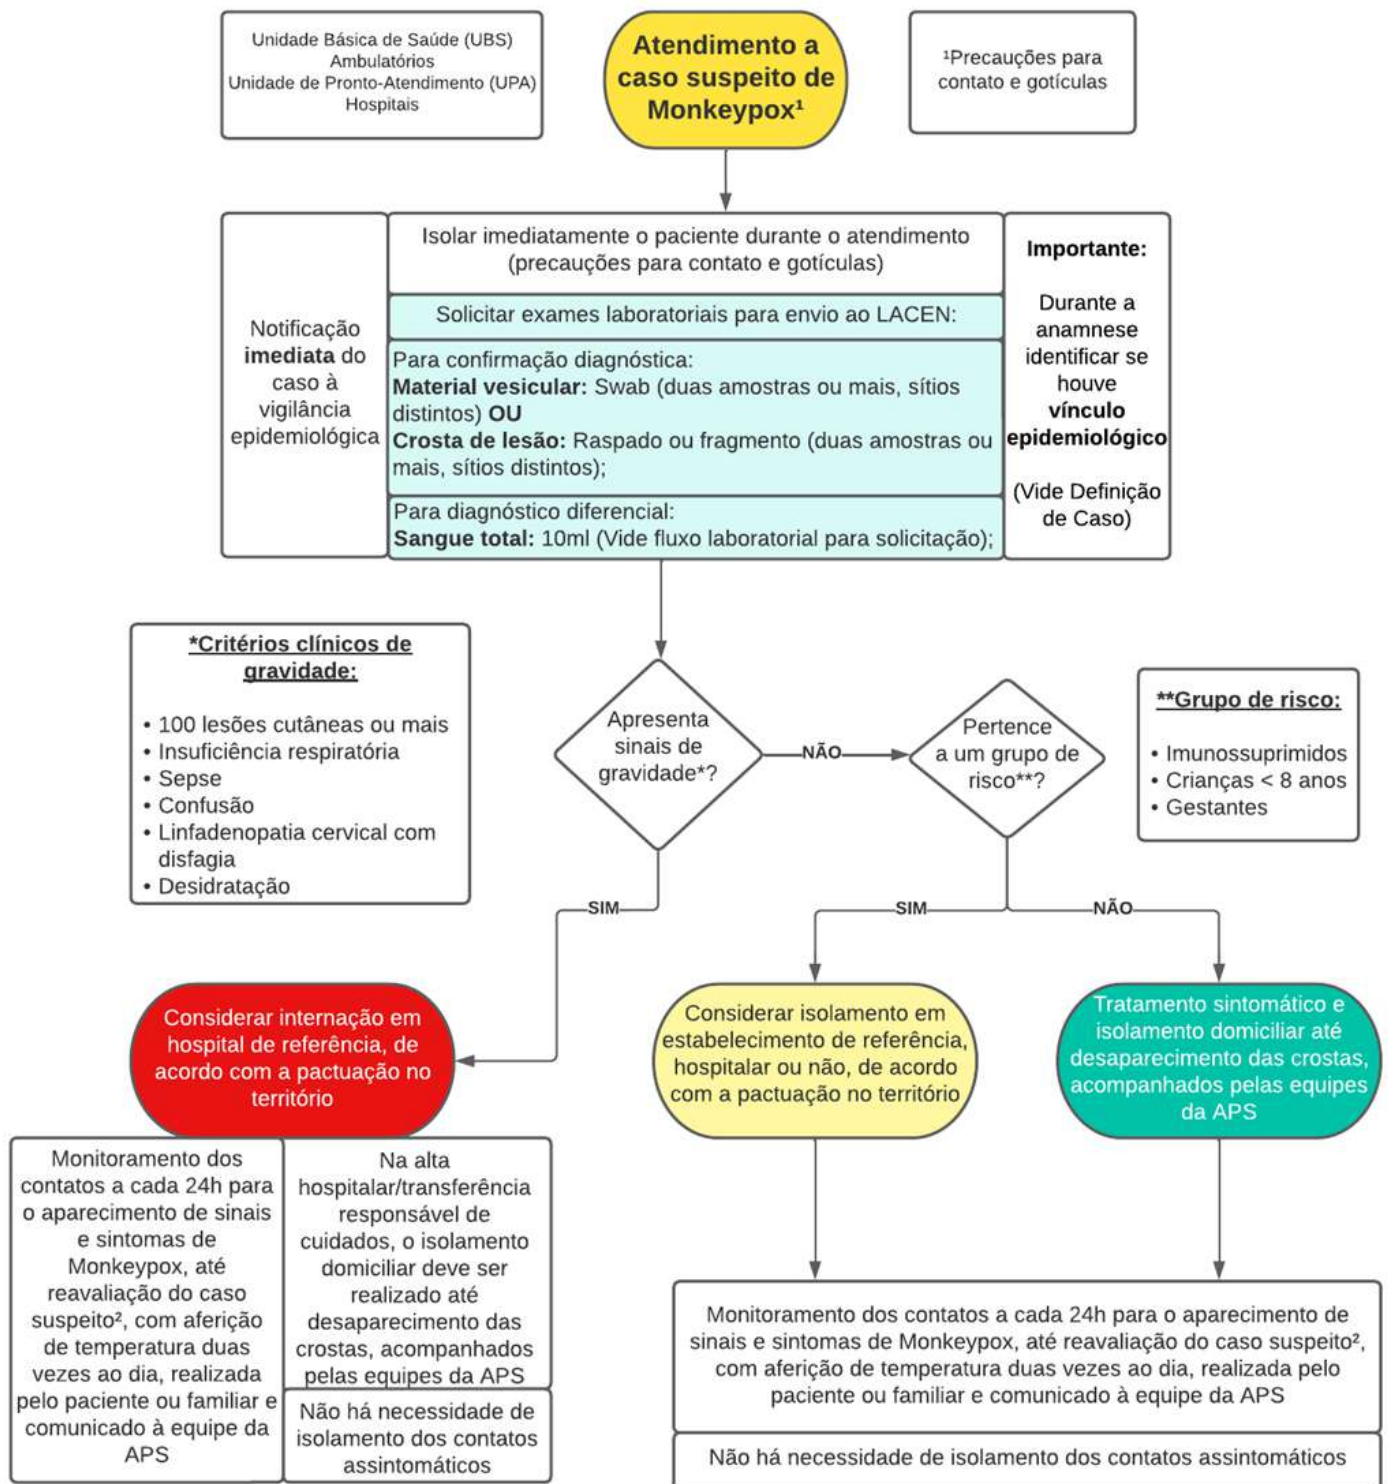 Unidade Básica de Saúde (UBS)
Ambulatórios
Unidade de Pronto-Atendimento (UPA)
Hospitais
Atendimento a
caso suspeito de
Monkeypox¹
¹Precauções para
contato e gotículas
Notificação
imediata do
caso à
vigilância
epidemiológica
Isolar imediatamente o paciente durante o atendimento
(precauções para contato e gotículas)
Solicitar exames laboratoriais para envio ao LACEN:
Para confirmação diagnóstica:
Material vesicular: Swab (duas amostras ou mais, sítios
distintos) OU
Crosta de lesão: Raspado ou fragmento (duas amostras ou
mais, sítios distintos);
Para diagnóstico diferencial:
Sangue total: 10ml (Vide fluxo laboratorial para solicitação);
Importante:
Durante a
anamnese
identificar se
houve
vínculo
epidemiológico
(Vide Definição
de Caso)
*Critérios clínicos de
gravidade:
• 100 lesões cutâneas ou mais
• Insuficiência respiratória
• Sepse
• Confusão
• Linfadenopatia cervical com
disfagia
• Desidratação
Apresenta
sinais de
gravidade*?
NÃO
Pertence
a um grupo de
risco**?
**Grupo de risco:
• Imunossuprimidos
• Crianças < 8 anos
• Gestantes
SIM
SIM
NÃO
Considerar internação em
hospital de referência, de
acordo com a pactuação no
território
Considerar isolamento em
estabelecimento de referência,
hospitalar ou não, de acordo
com a pactuação no território
Tratamento sintomático e
isolamento domiciliar até
desaparecimento das crostas,
acompanhados pelas equipes
da APS
Monitoramento dos
contatos a cada 24h para
o aparecimento de sinais
e sintomas de
Monkeypox, até
reavaliação do caso
suspeito², com aferição
de temperatura duas
vezes ao dia, realizada
pelo paciente ou familiar e
comunicado à equipe da
APS
Na alta
hospitalar/transferência
responsável de
cuidados, o isolamento
domiciliar deve ser
realizado até
desaparecimento das
crostas, acompanhados
pelas equipes da APS
Não há necessidade de
isolamento dos contatos
assintomáticos
Monitoramento dos contatos a cada 24h para o aparecimento de
sinais e sintomas de Monkeypox, até reavaliação do caso suspeito²,
com aferição de temperatura duas vezes ao dia, realizada pelo
paciente ou familiar e comunicado à equipe da APS
Não há necessidade de isolamento dos contatos assintomáticos